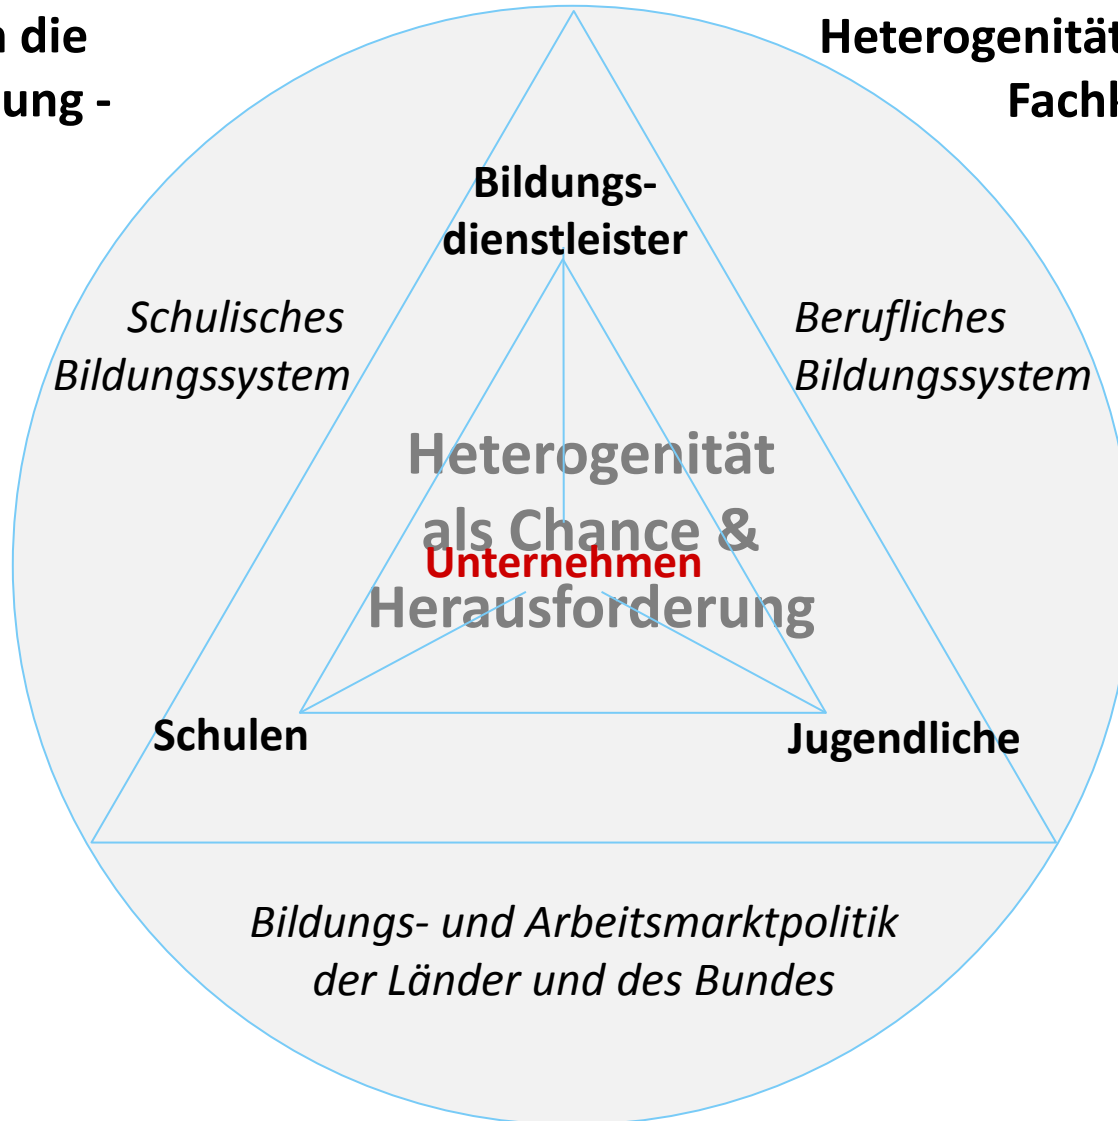 die
ung -
Heterogenität
Fach
Bildungs-
dienstleister
Schulisches
Bildungssystem
Berufliches
Bildungssystem
Heterogenität
als Chance &
Unternehmen
Herausforderung
Schulen
Jugendliche
Bildungs- und Arbeitsmarktpolitik
der Länder und des Bundes